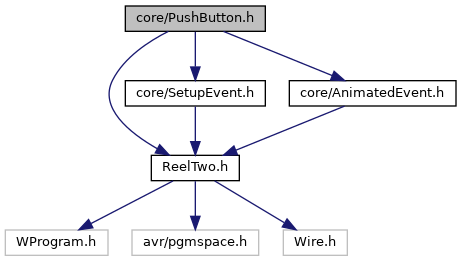 core/PushButton.h
core/SetupEvent.h
core/AnimatedEvent.h
ReelTwo.h
WProgram.h
avr/pgmspace.h
Wire.h